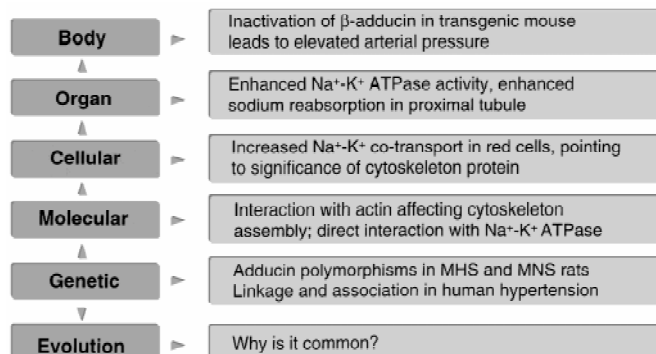 Body
Inactivation of β-adducin in transgenic mouse
leads to elevated arterial pressure
Organ
Enhanced Na+-K+ ATPase activity, enhanced
sodium reabsorption in proximal tubule
Cellular
Increased Na+-K+ co-transport in red cells, pointing
to significance of cytoskeleton protein
Molecular
Interaction with actin affecting cytoskeleton
assembly; direct interaction with Na+-K+ ATPase
Genetic
Adducin polymorphisms in MHS and MNS rats
Linkage and association in human hypertension
Evolution
Why is it common?